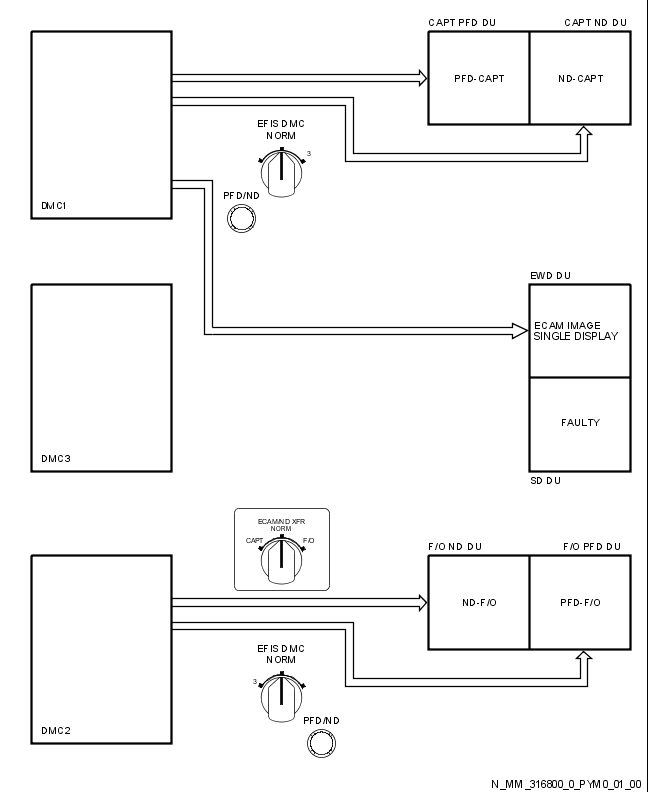 CAPT PFD DU
CAPT ND DU
PFD-CAPT
ND-CAPT
EFIS DMC
NORM
3
PFD/ND
DMC1
EWD DU
ECAM IMAGE
SINGLE DISPLAY
FAULTY
DMC3
SD DU
ECAM/ND XFR
NORM
CAPT
F/O
F/O ND DU
F/O PFD DU
ND-F/O
PFD-F/O
EFIS DMC
NORM
3
PFD/ND
DMC2
N_MM_316800_0_PYM0_01_00